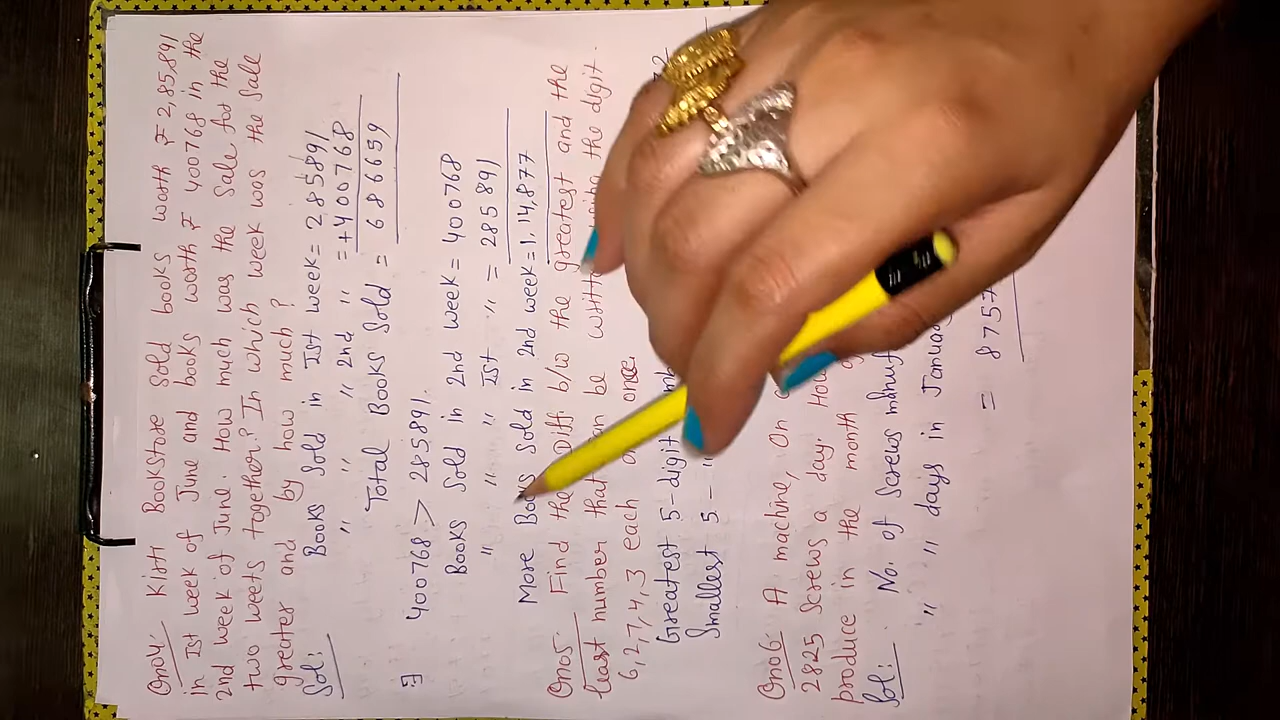 Qno4 Kirti Bookstore Sold books worth ₹ 2,85,891
in Ist week of June and books worth ₹ 400768 in the
2nd week of June. How much was the Sale for the
two weets together? In which week was the Sale
greater and by how much?
Sol: Books Sold in Ist week = 285891
" " " 2nd " = +400768
Total Books Sold = 686659
400768 > 285891.
Books Sold in 2nd week = 400768
" " " Ist " = 285891
More Books Sold in 2nd week = 1,14,877
Qno5 Find the Diff. b/w the greatest and the
least number that can be the digit
6,2,7,4,3 each once.
Greatest 5-digit
Smallest 5- "
Qno6 A machine, On
2825 Screws a day.
produce in the month
Sol: No. of Screws
" " days in
= 8757